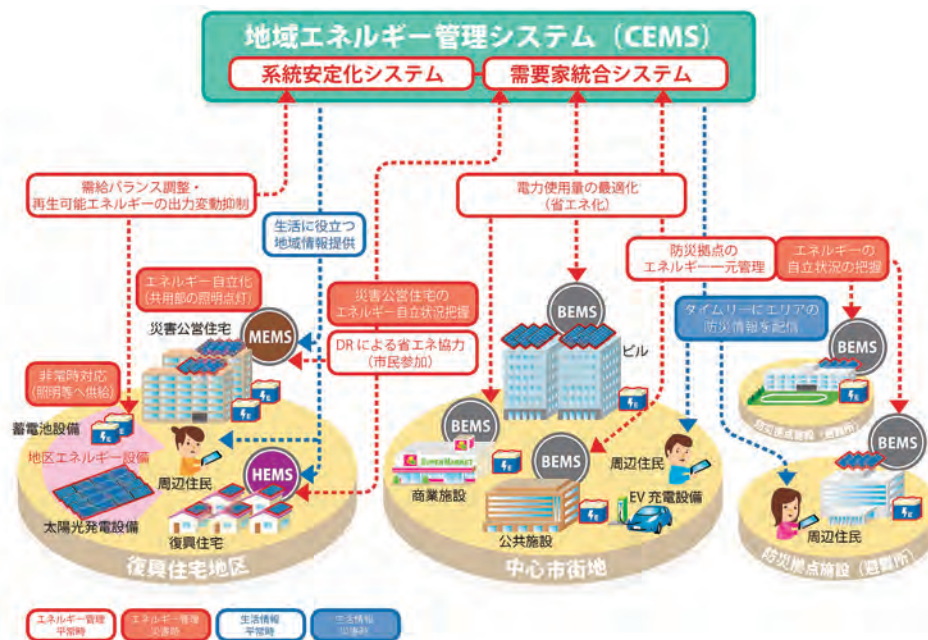 地域エネルギー管理システム（CEMS）
系統安定化システム
需要家統合システム
需給バランス調整・
再生可能エネルギーの出力変動抑制
生活に役立つ
地域情報提供
電力使用量の最適化
（省エネ化）
防災拠点の
エネルギー一元管理
エネルギーの
自立状況の把握
エネルギー自立化
（共用部の照明点灯）
災害公営住宅の
エネルギー自立状況把握
タイムリーにエリアの
防災情報を配信
災害公営住宅
MEMS
DRによる省エネ協力
（市民参加）
BEMS
ビル
BEMS
非常時対応
（照明等へ供給）
蓄電池設備
地区エネルギー設備
太陽光発電設備
周辺住民
HEMS
復興住宅
復興住宅地区
BEMS
SUPER MARKET
商業施設
BEMS
公共施設
周辺住民
EV充電設備
中心市街地
防災拠点施設（避難所）
BEMS
周辺住民
防災拠点施設（避難所）
エネルギー管理
平常時
エネルギー管理
災害時
生活情報
平常時
生活情報
災害時